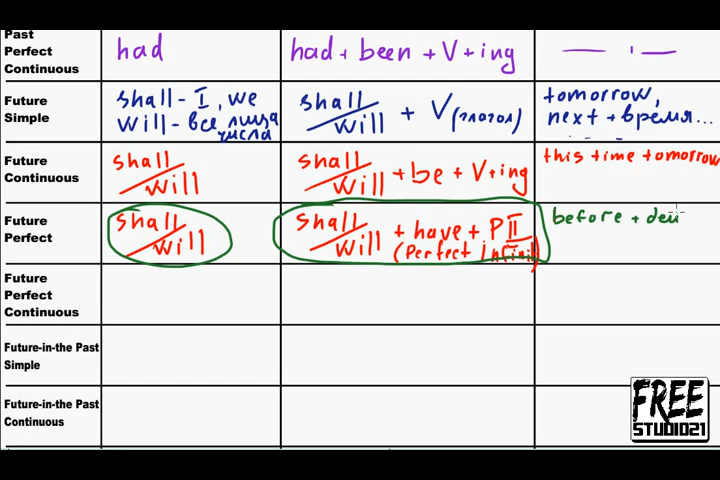 Past
Perfect
Continuous
had
had + been + V + ing
— ı —
Future
Simple
shall - I, we
will - все лица
числа
shall/will + V (глагол)
tomorrow,
next + время...
Future
Continuous
shall/will
shall/will + be + V + ing
this time tomorrow
Future
Perfect
shall/will
shall/will + have + PII
(Perfect Infinit)
before + дей
Future
Perfect
Continuous
Future-in-the Past
Simple
Future-in-the Past
Continuous
FREE
STUDIO21